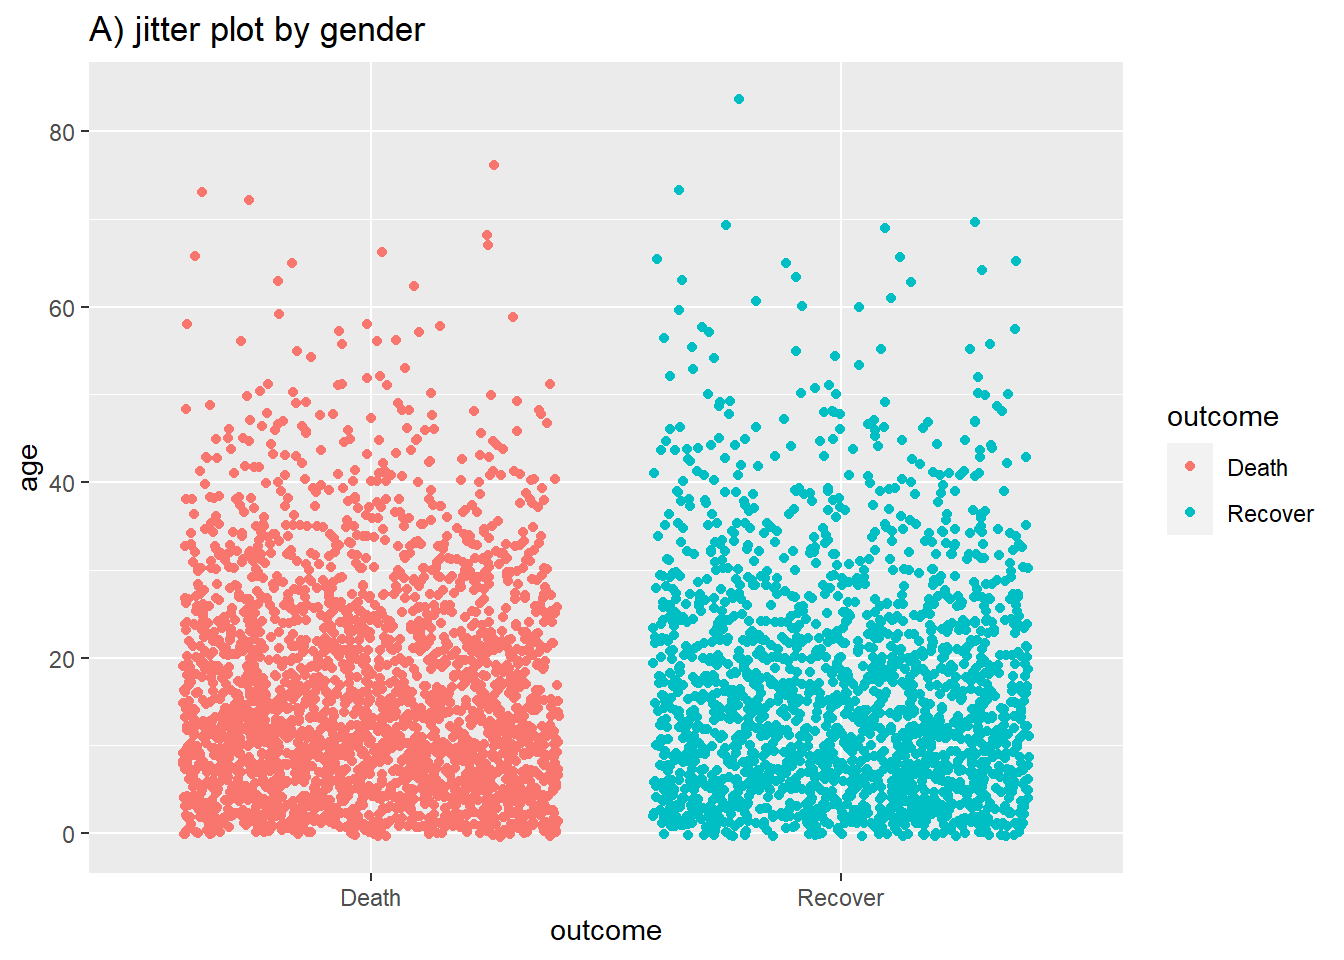 A) jitter plot by gender
80
60
40
20
0
age
Death
Recover
outcome
outcome
Death
Recover